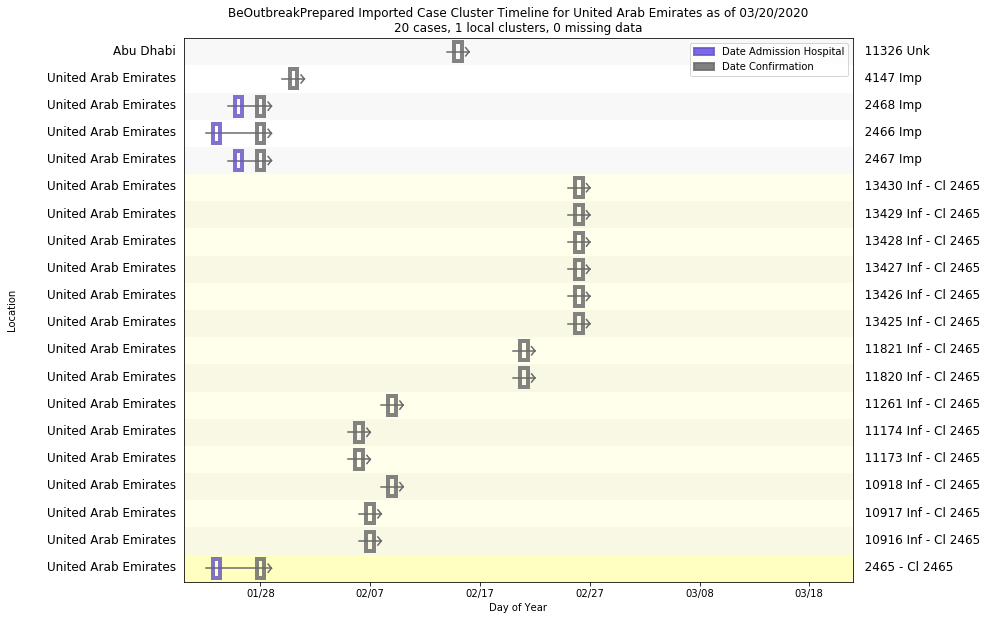 BeOutbreakPrepared Imported Case Cluster Timeline for United Arab Emirates as of 03/20/2020
20 cases, 1 local clusters, 0 missing data
Date Admission Hospital
Date Confirmation
Abu Dhabi 11326 Unk
United Arab Emirates 4147 Imp
United Arab Emirates 2468 Imp
United Arab Emirates 2466 Imp
United Arab Emirates 2467 Imp
United Arab Emirates 13430 Inf - Cl 2465
United Arab Emirates 13429 Inf - Cl 2465
United Arab Emirates 13428 Inf - Cl 2465
United Arab Emirates 13427 Inf - Cl 2465
United Arab Emirates 13426 Inf - Cl 2465
United Arab Emirates 13425 Inf - Cl 2465
United Arab Emirates 11821 Inf - Cl 2465
United Arab Emirates 11820 Inf - Cl 2465
United Arab Emirates 11261 Inf - Cl 2465
United Arab Emirates 11174 Inf - Cl 2465
United Arab Emirates 11173 Inf - Cl 2465
United Arab Emirates 10918 Inf - Cl 2465
United Arab Emirates 10917 Inf - Cl 2465
United Arab Emirates 10916 Inf - Cl 2465
United Arab Emirates 2465 - Cl 2465
Location
01/28 02/07 02/17 02/27 03/08 03/18
Day of Year